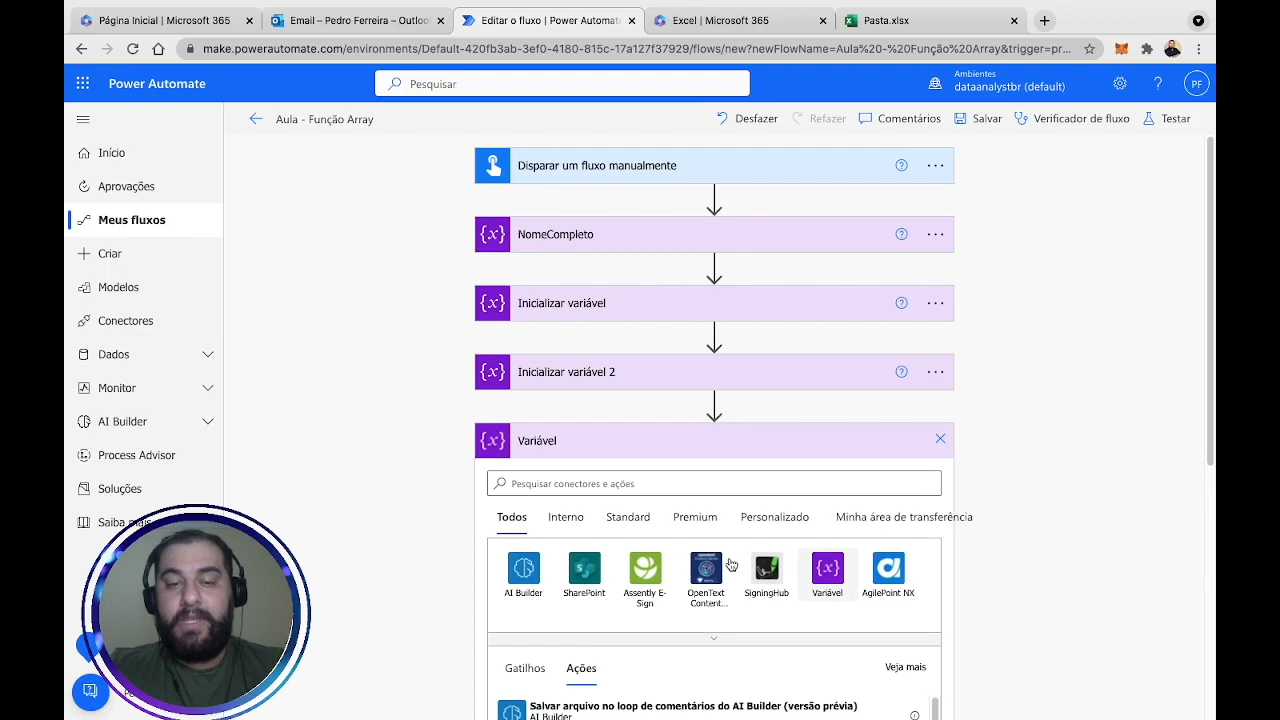 Página Inicial | Microsoft 365
Email – Pedro Ferreira – Outloo
Editar o fluxo | Power Automate
Excel | Microsoft 365
Pasta.xlsx
make.powerautomate.com/environments/Default-420fb3ab-3ef0-4180-815c-17a127f37929/flows/new?newFlowName=Aula%20-%20Função%20Array&trigger=pr...
Power Automate
Pesquisar
Ambientes
dataanalystbr (default)
PF
Aula - Função Array
Desfazer
Refazer
Comentários
Salvar
Verificador de fluxo
Testar
Início
Aprovações
Meus fluxos
Criar
Modelos
Conectores
Dados
Monitor
AI Builder
Process Advisor
Soluções
Saiba mais
Disparar um fluxo manualmente
{x} NomeCompleto
{x} Inicializar variável
{x} Inicializar variável 2
{x} Variável
Pesquisar conectores e ações
Todos
Interno
Standard
Premium
Personalizado
Minha área de transferência
AI Builder
SharePoint
Assently E-
Sign
OpenText
Content...
SigningHub
{x}
Variável
AgilePoint NX
Gatilhos
Ações
Veja mais
Salvar arquivo no loop de comentários do AI Builder (versão prévia)
AI Builder